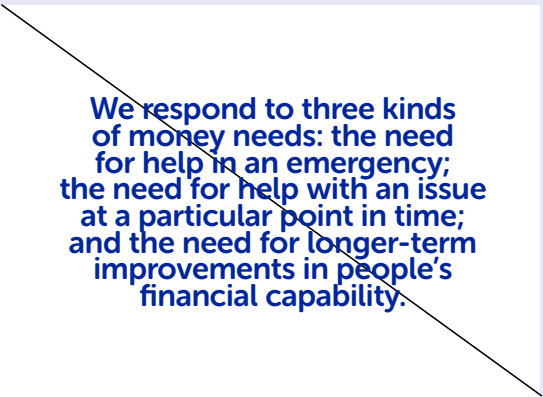 We respond to three kinds
of money needs: the need
for help in an emergency;
the need for help with an issue
at a particular point in time;
and the need for longer-term
improvements in people’s
financial capability.